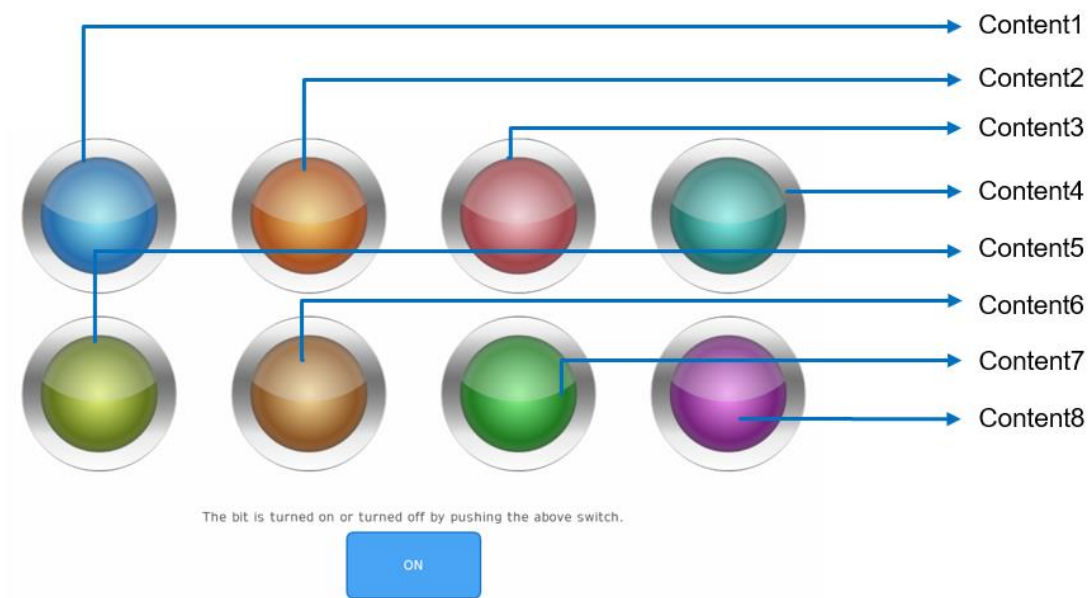 Content1
Content2
Content3
Content4
Content5
Content6
Content7
Content8
The bit is turned on or turned off by pushing the above switch.
ON